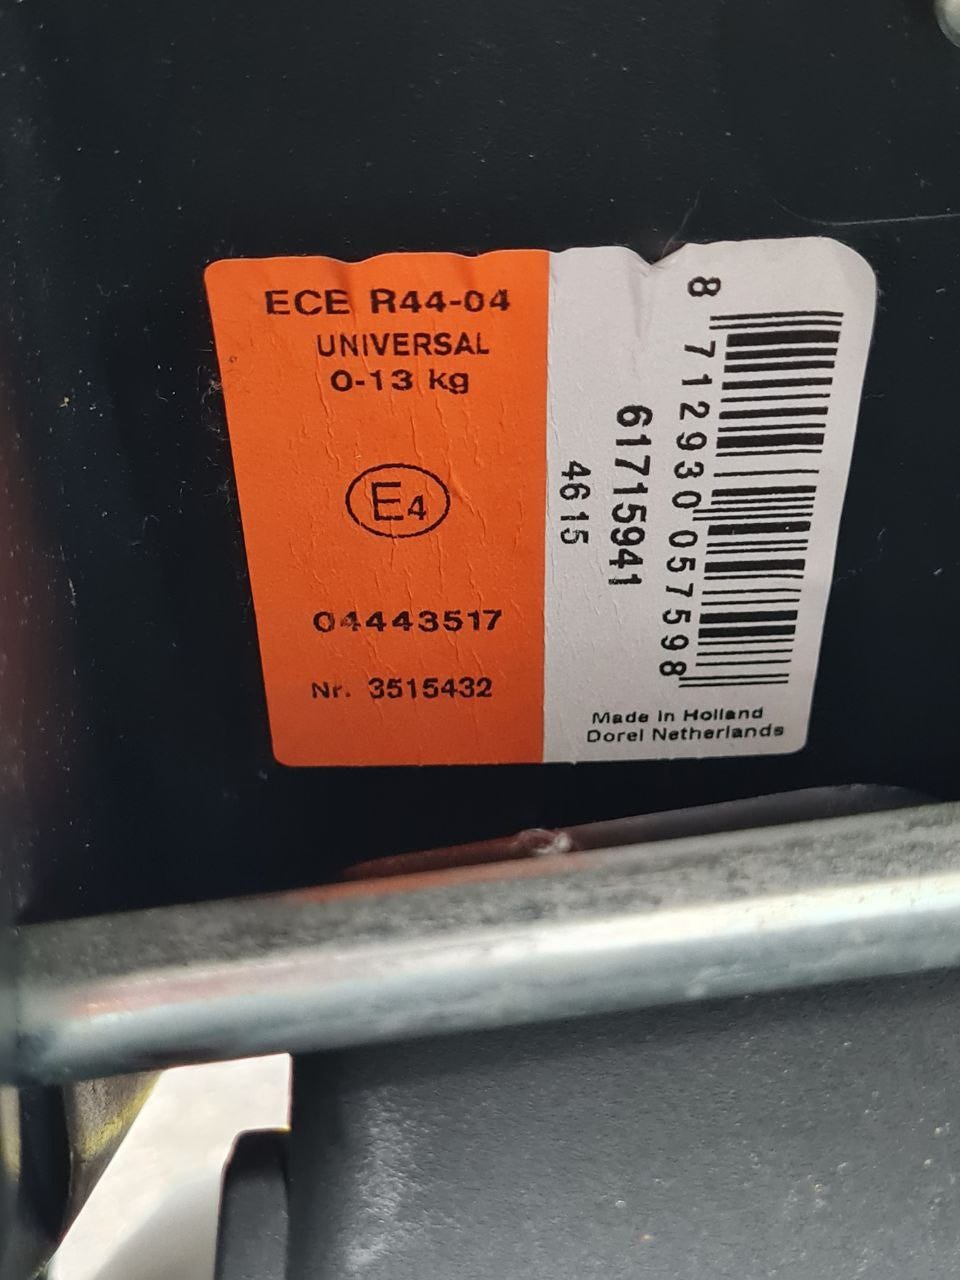 ECE R44-04
UNIVERSAL
0-13 kg
E4
04443517
Nr. 3515432
4615
61715941
8 712930 057598
Made in Holland
Dorel Netherlands